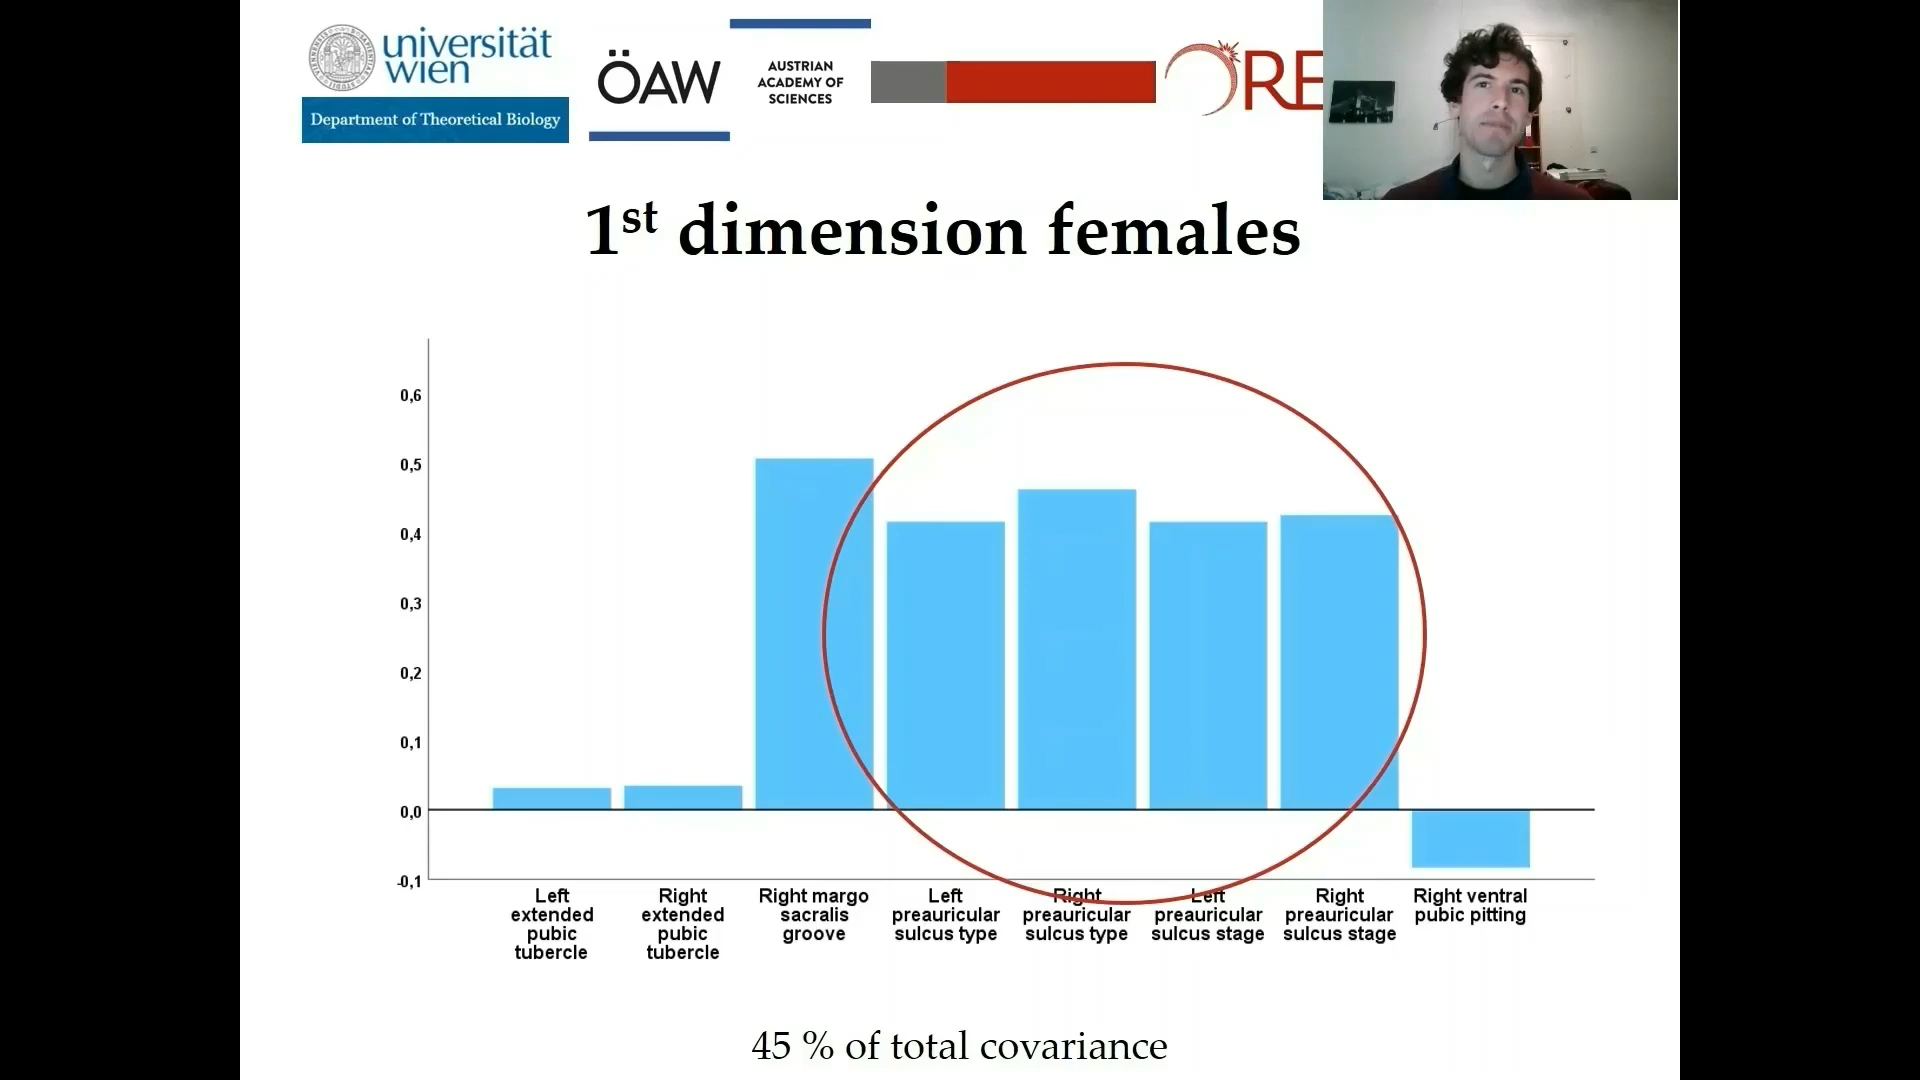 universität
wien
Department of Theoretical Biology
ÖAW
AUSTRIAN
ACADEMY OF
SCIENCES
ORE
1st dimension females
0,6
0,5
0,4
0,3
0,2
0,1
0,0
-0,1
Left extended pubic tubercle
Right extended pubic tubercle
Right margo sacralis groove
Left preauricular sulcus type
Right preauricular sulcus type
Left preauricular sulcus stage
Right preauricular sulcus stage
Right ventral pubic pitting
45 % of total covariance